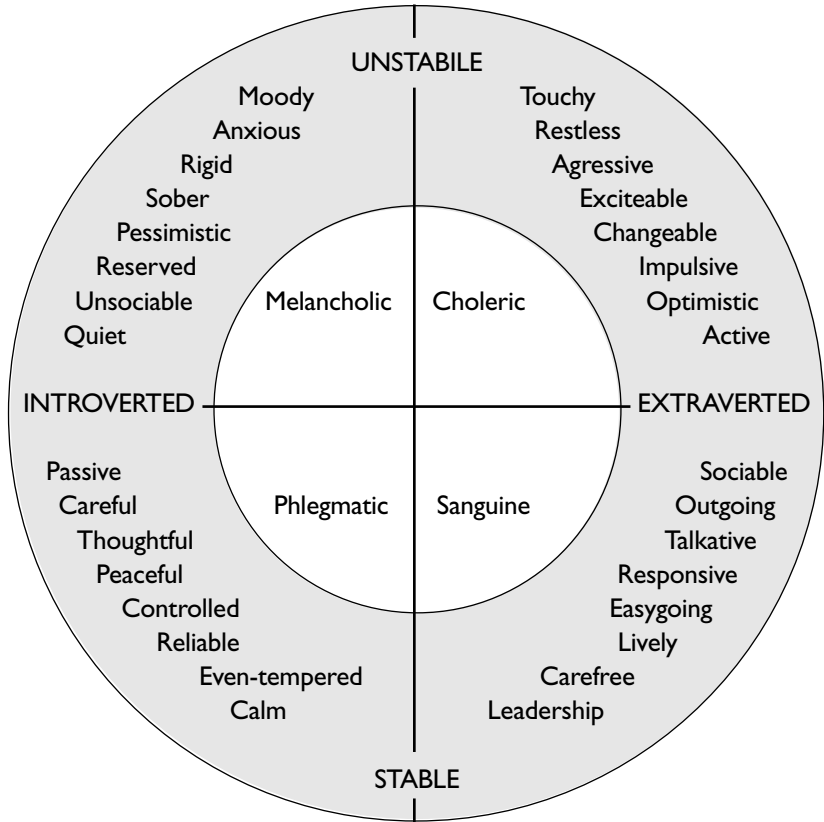 UNSTABILE
Moody
Anxious
Rigid
Sober
Pessimistic
Reserved
Unsociable
Quiet
Touchy
Restless
Agressive
Exciteable
Changeable
Impulsive
Optimistic
Active
Melancholic
Choleric
INTROVERTED
EXTRAVERTED
Phlegmatic
Sanguine
Passive
Careful
Thoughtful
Peaceful
Controlled
Reliable
Even-tempered
Calm
Sociable
Outgoing
Talkative
Responsive
Easygoing
Lively
Carefree
Leadership
STABLE